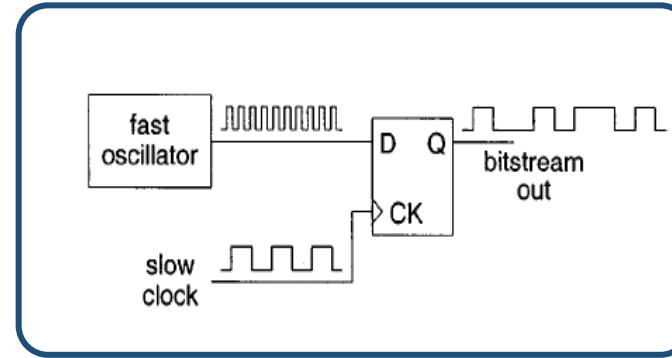 fast
oscillator
D
Q
CK
bitstream
out
slow
clock